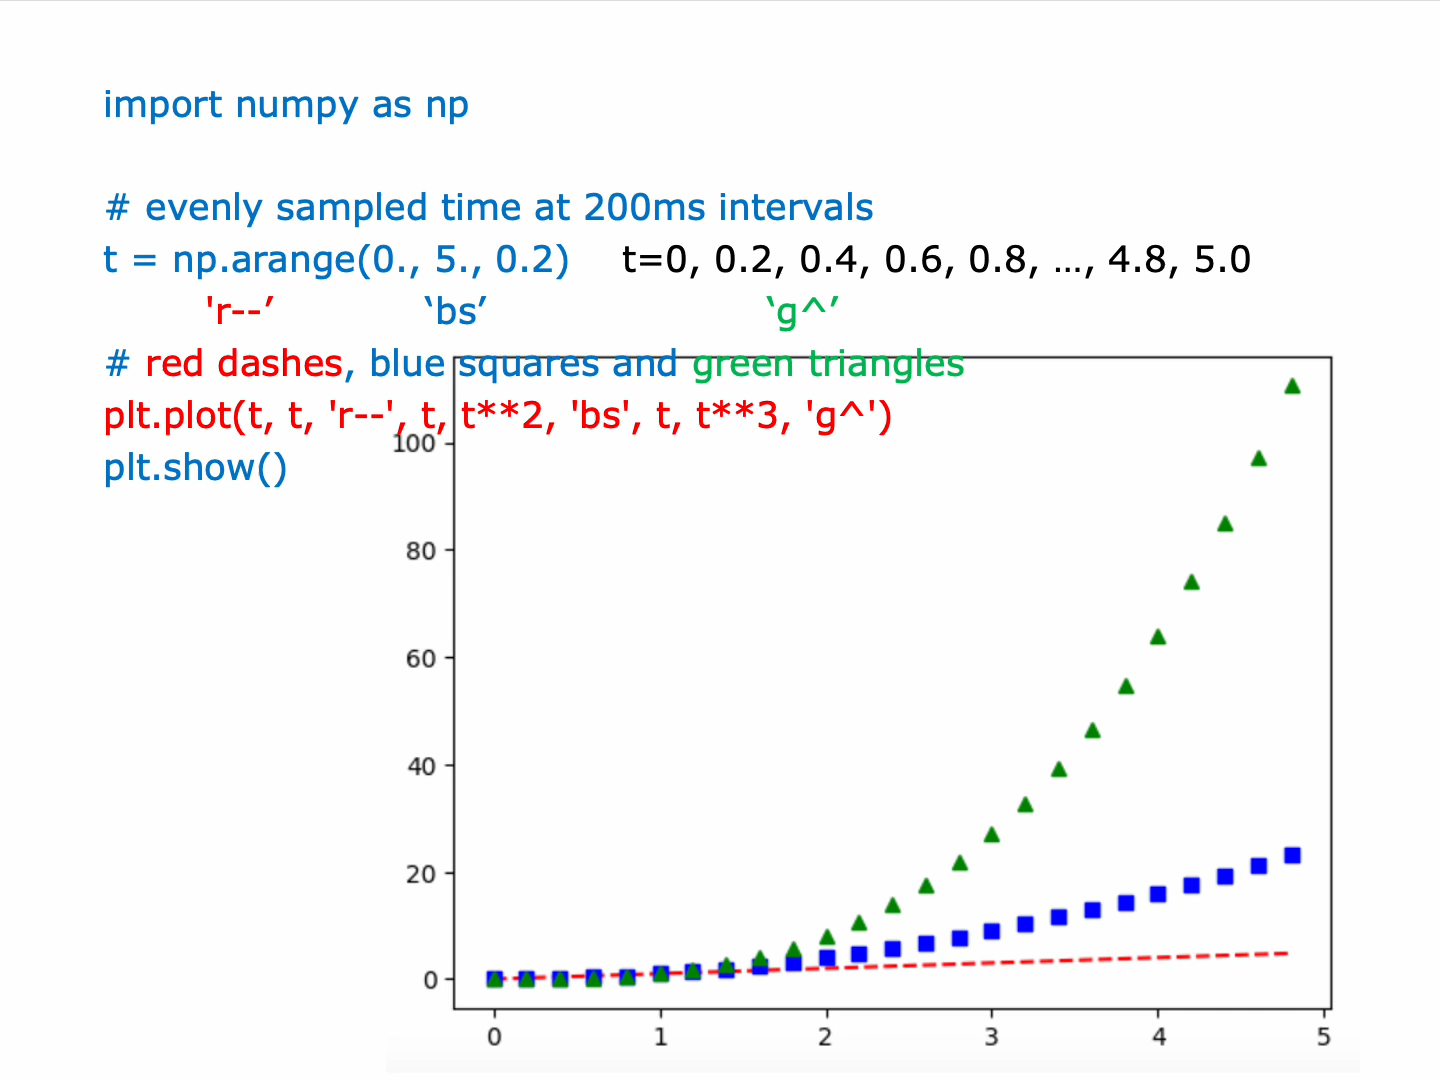 import numpy as np
# evenly sampled time at 200ms intervals
t = np.arange(0., 5., 0.2) t=0, 0.2, 0.4, 0.6, 0.8, …, 4.8, 5.0
'r--’ ‘bs’ ‘g^’
# red dashes, blue squares and green triangles
plt.plot(t, t, 'r--', t, t**2, 'bs', t, t**3, 'g^')
plt.show()
100
80
60
40
20
0
0 1 2 3 4 5